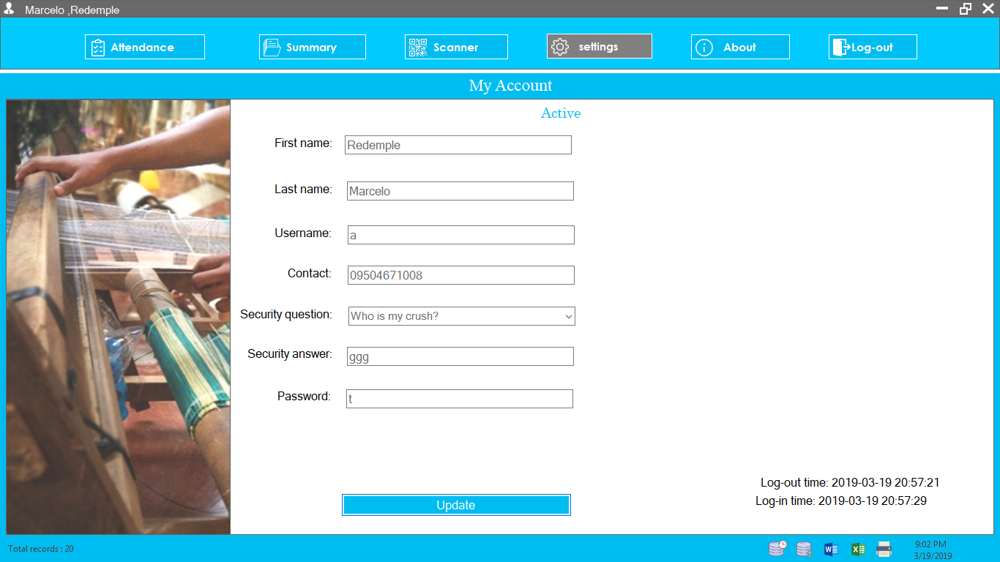 Marcelo ,Redemple
Attendance Summary Scanner settings About Log-out
My Account
Active
First name: Redemple
Last name: Marcelo
Username: a
Contact: 09504671008
Security question: Who is my crush?
Security answer: ggg
Password: t
Log-out time: 2019-03-19 20:57:21
Log-in time: 2019-03-19 20:57:29
Update
Total records : 20
9:02 PM
3/19/2019